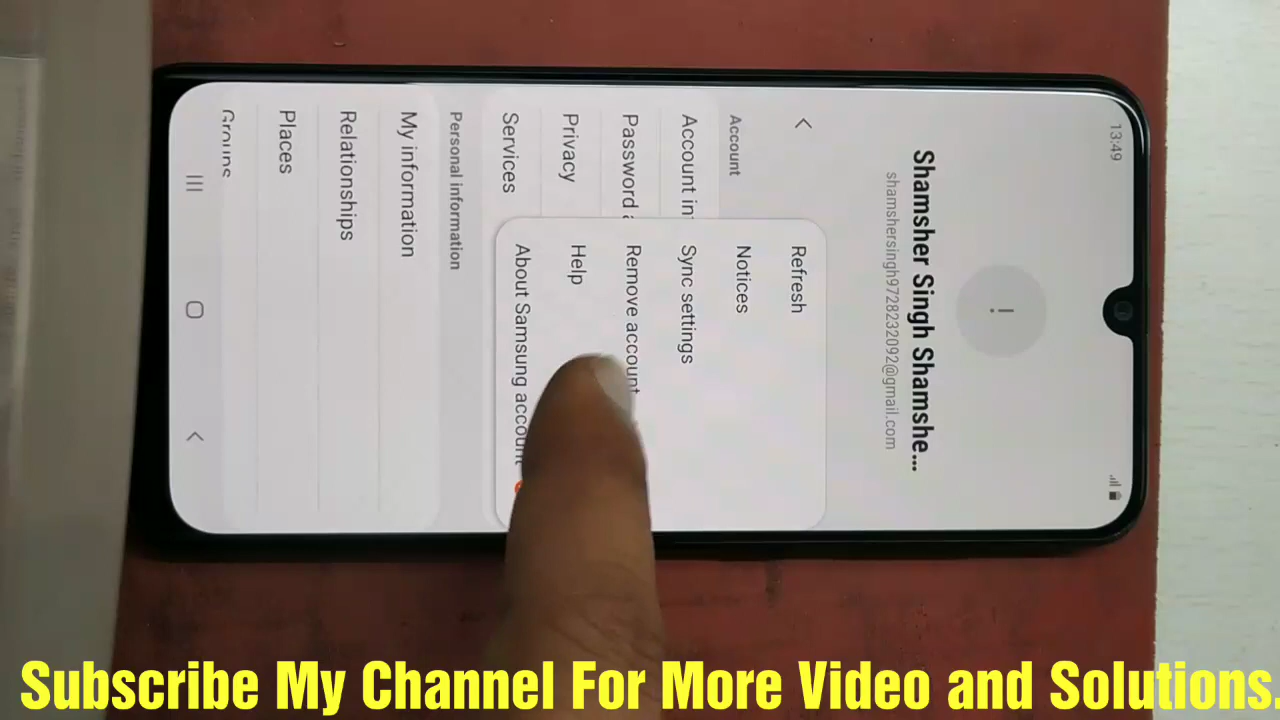 13:49
Shamsher Singh Shamshe...
shamshersingh9728232092@gmail.com
Account
Account in
Password a
Privacy
Services
Refresh
Notices
Sync settings
Remove account
Help
About Samsung account
Personal information
My information
Relationships
Places
Groups
Subscribe My Channel For More Video and Solutions.